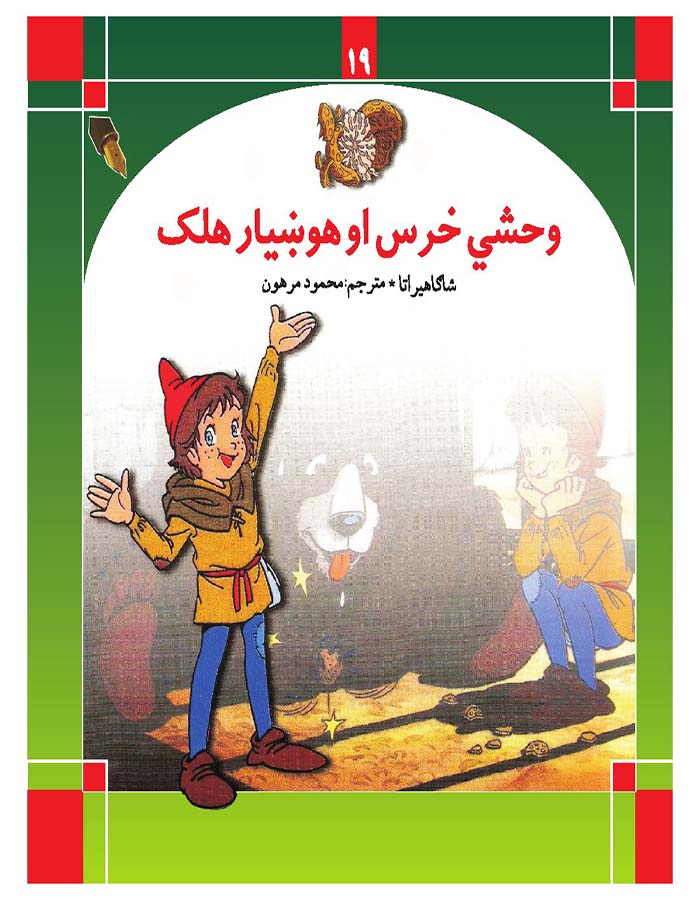 ۱۹
وحشي خرس او هوښيار هلک
شاګاهيراتا * مترجم: محمود مرهون